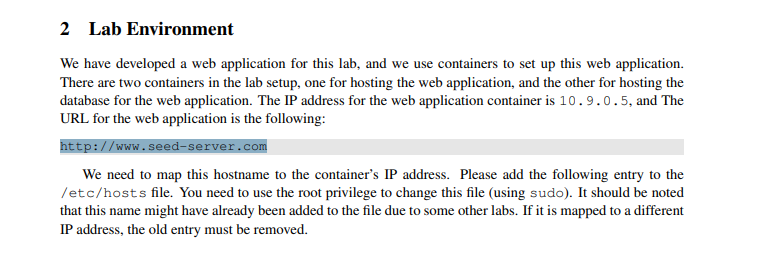 2 Lab Environment
We have developed a web application for this lab, and we use containers to set up this web application.
There are two containers in the lab setup, one for hosting the web application, and the other for hosting the
database for the web application. The IP address for the web application container is 10.9.0.5, and The
URL for the web application is the following:
http://www.seed-server.com
We need to map this hostname to the container's IP address. Please add the following entry to the
/etc/hosts file. You need to use the root privilege to change this file (using sudo). It should be noted
that this name might have already been added to the file due to some other labs. If it is mapped to a different
IP address, the old entry must be removed.